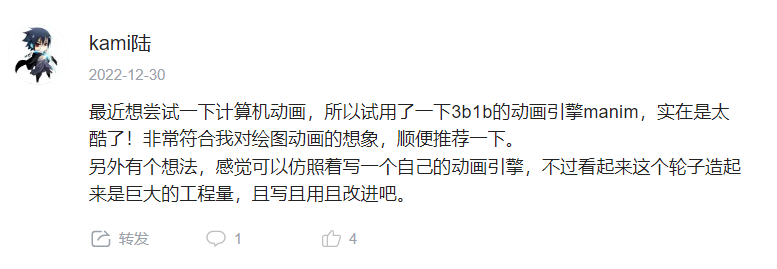 kami陆
2022-12-30
最近想尝试一下计算机动画，所以试用了一下3b1b的动画引擎manim，实在是太
酷了！非常符合我对绘图动画的想象，顺便推荐一下。
另外有个想法，感觉可以仿照着写一个自己的动画引擎，不过看起来这个轮子造起
来是巨大的工程量，且写且用且改进吧。
转发 1 4